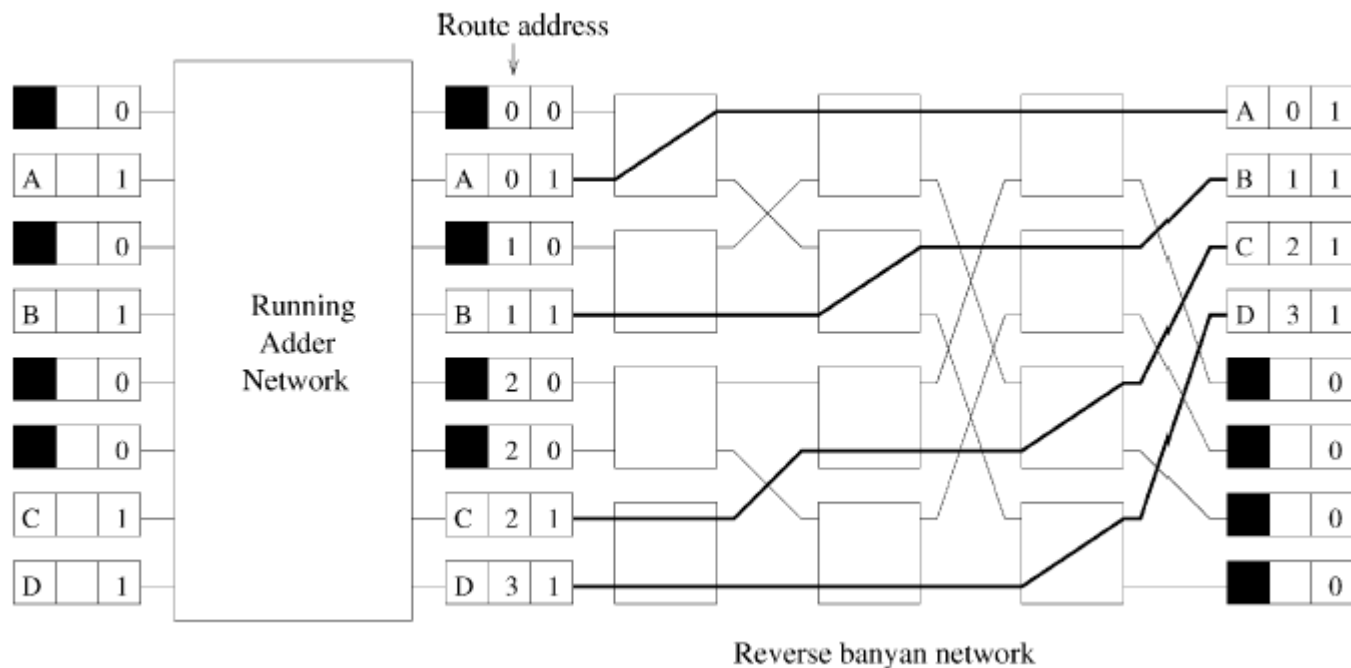 Route address
0 0 0 A 0 1
A 1 A 0 1 B 1 1
0 1 0 C 2 1
B 1 B 1 1 D 3 1
0 2 0 0
0 2 0 0
C 1 C 2 1 0
D 1 D 3 1 0
Running
Adder
Network
Reverse banyan network